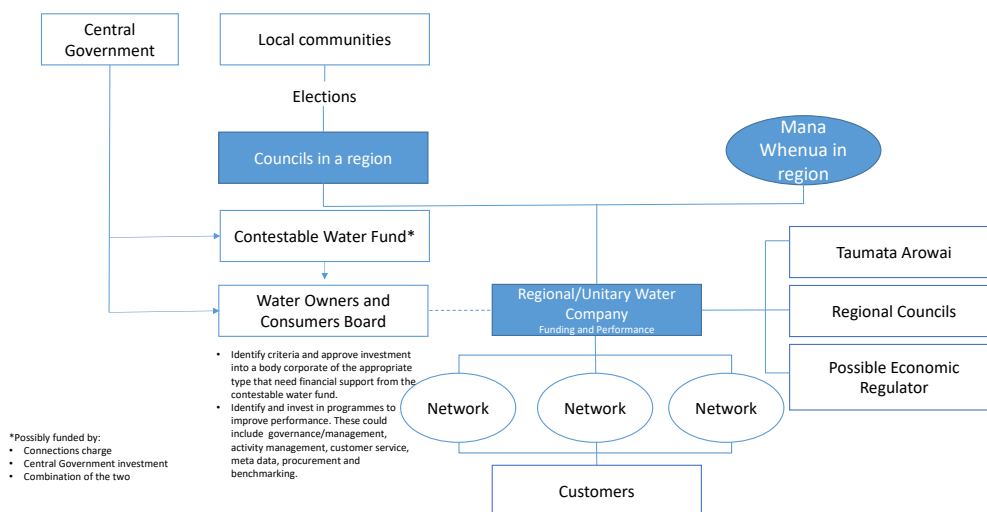 Central
Government
Local communities
Elections
Councils in a region
Mana
Whenua in
region
Contestable Water Fund*
Taumata Arowai
Water Owners and
Consumers Board
Regional/Unitary Water
Company
Funding and Performance
Regional Councils
Possible Economic
Regulator
• Identify criteria and approve investment
into a body corporate of the appropriate
type that need financial support from the
contestable water fund.
• Identify and invest in programmes to
improve performance. These could
include governance/management,
activity management, customer service,
meta data, procurement and
benchmarking.
Network
Network
Network
*Possibly funded by:
• Connections charge
• Central Government investment
• Combination of the two
Customers